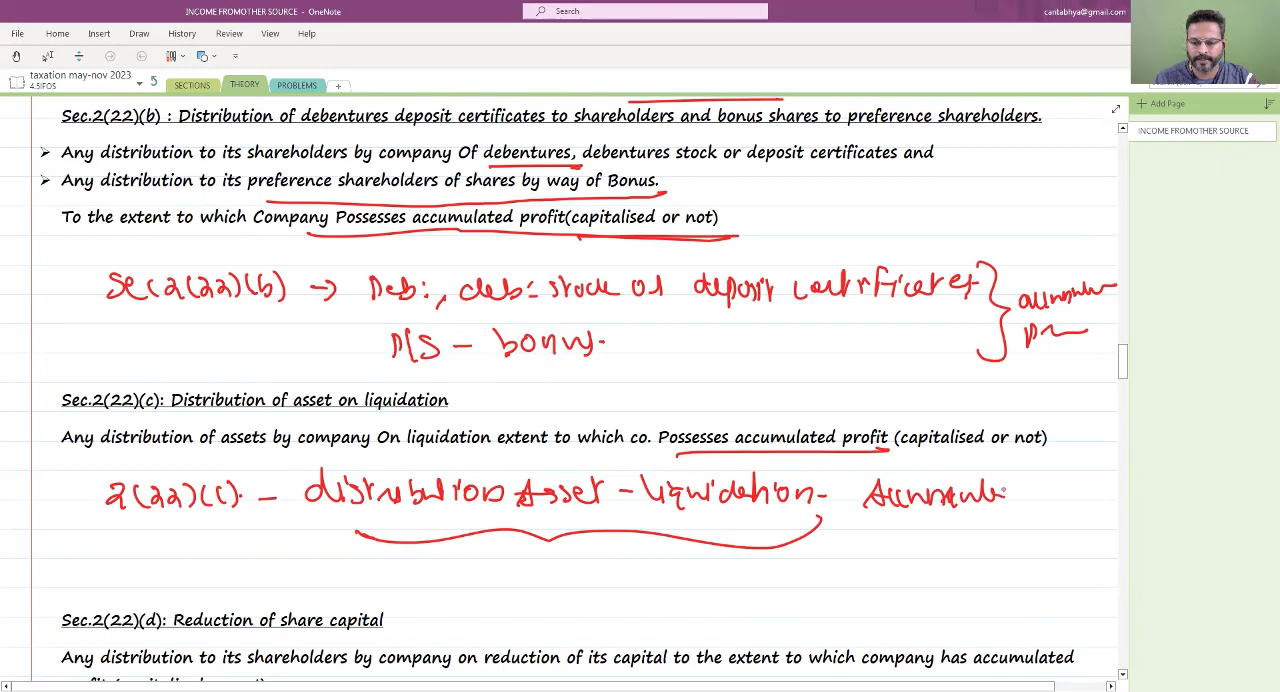 INCOME FROMOTHER SOURCE - OneNote
Search
cantabhya@gmail.com
File Home Insert Draw History Review View Help
taxation may-nov 2023
4.5IFOS
5
SECTIONS THEORY PROBLEMS +
Add Page
INCOME FROMOTHER SOURCE
Sec.2(22)(b) : Distribution of debentures deposit certificates to shareholders and bonus shares to preference shareholders.
Any distribution to its shareholders by company Of debentures, debentures stock or deposit certificates and
Any distribution to its preference shareholders of shares by way of Bonus.
To the extent to which Company Possesses accumulated profit(capitalised or not)
Sec 2(22)(b) → Deb:, deb: stock or deposit certificates
P/S - bonus.
Sec.2(22)(c): Distribution of asset on liquidation
Any distribution of assets by company On liquidation extent to which co. Possesses accumulated profit (capitalised or not)
2(22)(c). - distribution Asset - liquidation -
Sec.2(22)(d): Reduction of share capital
Any distribution to its shareholders by company on reduction of its capital to the extent to which company has accumulated